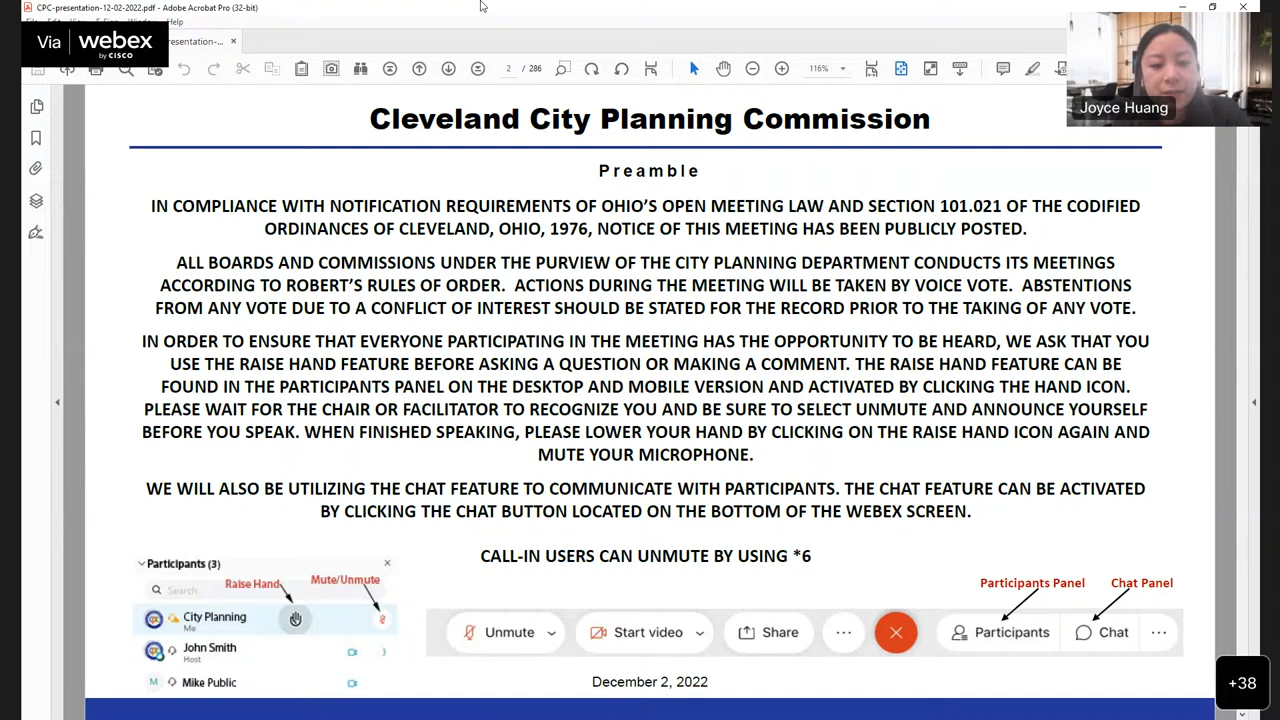 CPC-presentation-12-02-2022.pdf - Adobe Acrobat Pro (32-bit)
Help
Via webex
by CISCO
resentation-...
2 / 286
116%
Joyce Huang
Cleveland City Planning Commission
Preamble
IN COMPLIANCE WITH NOTIFICATION REQUIREMENTS OF OHIO'S OPEN MEETING LAW AND SECTION 101.021 OF THE CODIFIED
ORDINANCES OF CLEVELAND, OHIO, 1976, NOTICE OF THIS MEETING HAS BEEN PUBLICLY POSTED.
ALL BOARDS AND COMMISSIONS UNDER THE PURVIEW OF THE CITY PLANNING DEPARTMENT CONDUCTS ITS MEETINGS
ACCORDING TO ROBERT'S RULES OF ORDER. ACTIONS DURING THE MEETING WILL BE TAKEN BY VOICE VOTE. ABSTENTIONS
FROM ANY VOTE DUE TO A CONFLICT OF INTEREST SHOULD BE STATED FOR THE RECORD PRIOR TO THE TAKING OF ANY VOTE.
IN ORDER TO ENSURE THAT EVERYONE PARTICIPATING IN THE MEETING HAS THE OPPORTUNITY TO BE HEARD, WE ASK THAT YOU
USE THE RAISE HAND FEATURE BEFORE ASKING A QUESTION OR MAKING A COMMENT. THE RAISE HAND FEATURE CAN BE
FOUND IN THE PARTICIPANTS PANEL ON THE DESKTOP AND MOBILE VERSION AND ACTIVATED BY CLICKING THE HAND ICON.
PLEASE WAIT FOR THE CHAIR OR FACILITATOR TO RECOGNIZE YOU AND BE SURE TO SELECT UNMUTE AND ANNOUNCE YOURSELF
BEFORE YOU SPEAK. WHEN FINISHED SPEAKING, PLEASE LOWER YOUR HAND BY CLICKING ON THE RAISE HAND ICON AGAIN AND
MUTE YOUR MICROPHONE.
WE WILL ALSO BE UTILIZING THE CHAT FEATURE TO COMMUNICATE WITH PARTICIPANTS. THE CHAT FEATURE CAN BE ACTIVATED
BY CLICKING THE CHAT BUTTON LOCATED ON THE BOTTOM OF THE WEBEX SCREEN.
CALL-IN USERS CAN UNMUTE BY USING *6
Participants (3)
Search
Raise Hand
Mute/Unmute
City Planning
Me
John Smith
Host
M Mike Public
Participants Panel
Chat Panel
Unmute
Start video
Share
Participants
Chat
December 2, 2022
+38